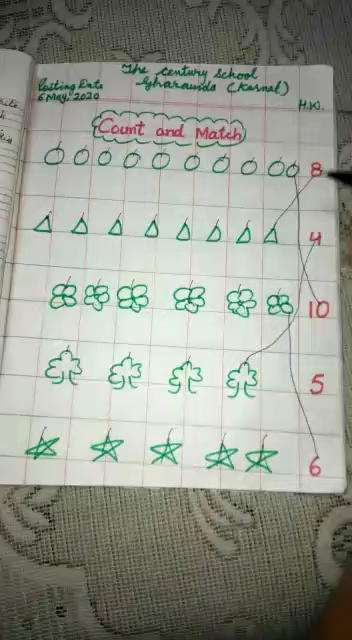 The century school
Posting Date Gharaunda (Karnal)
6 May, 2020
H.W.
Count and Match
8
4
10
5
6